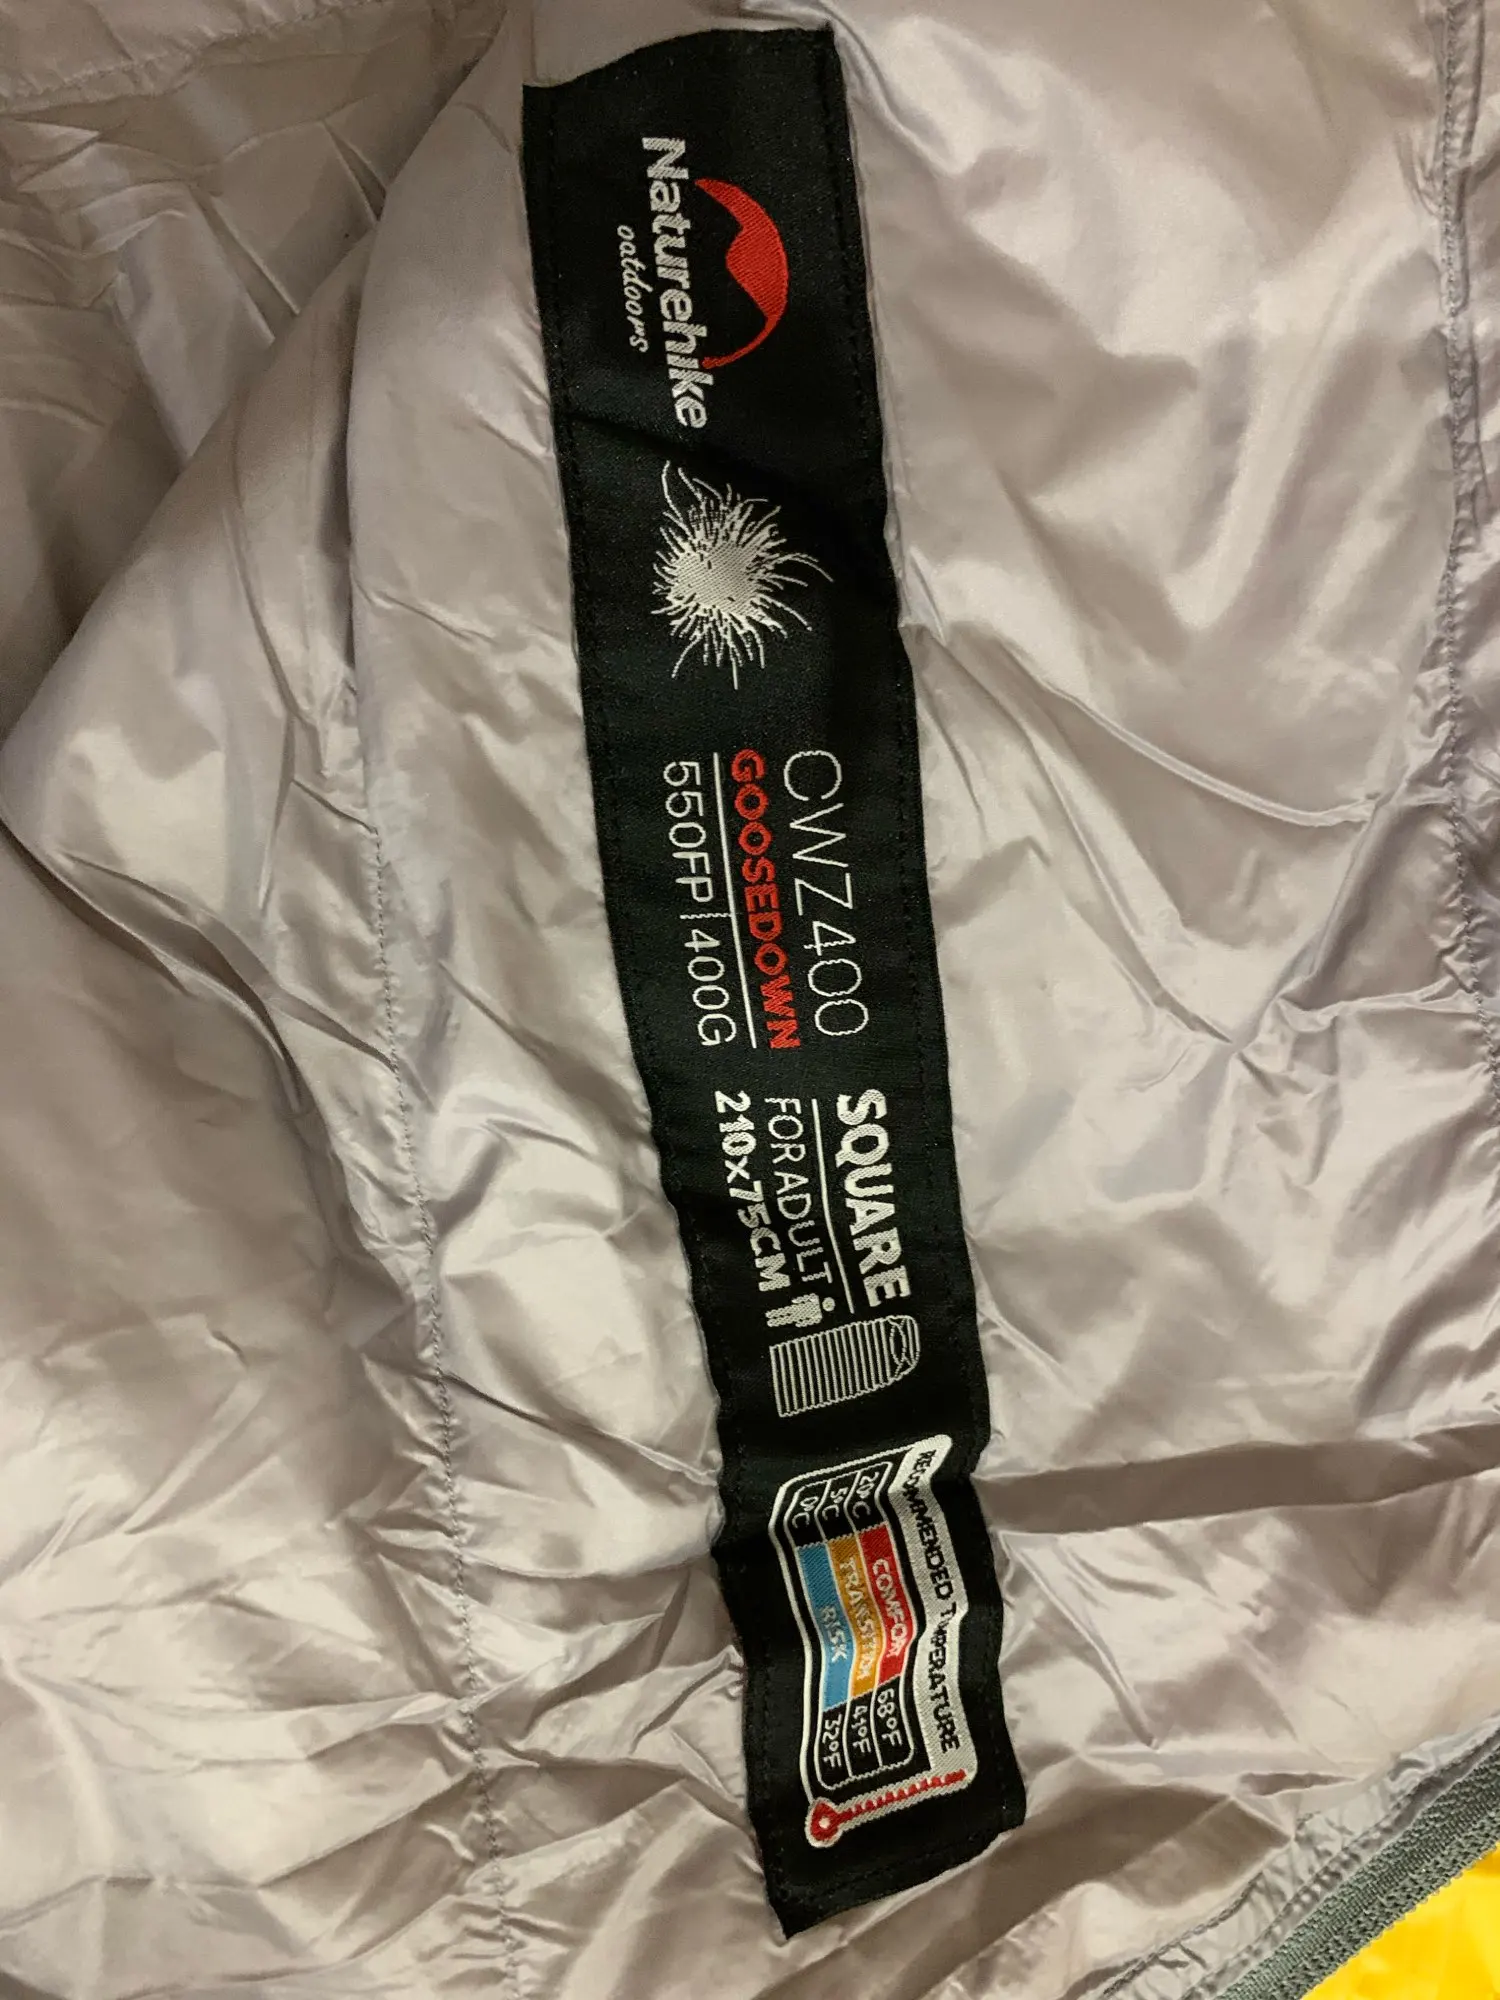 Naturehike
oatdoors
CWZ400
GOOSEDOWN
550FP|400G
SQUARE
FOR ADULT
210x75CM
RECOMMENDED TEMPERATURE
20°C COMFORT 68°F
5°C TRANSITION 41°F
0°C RISK 32°F